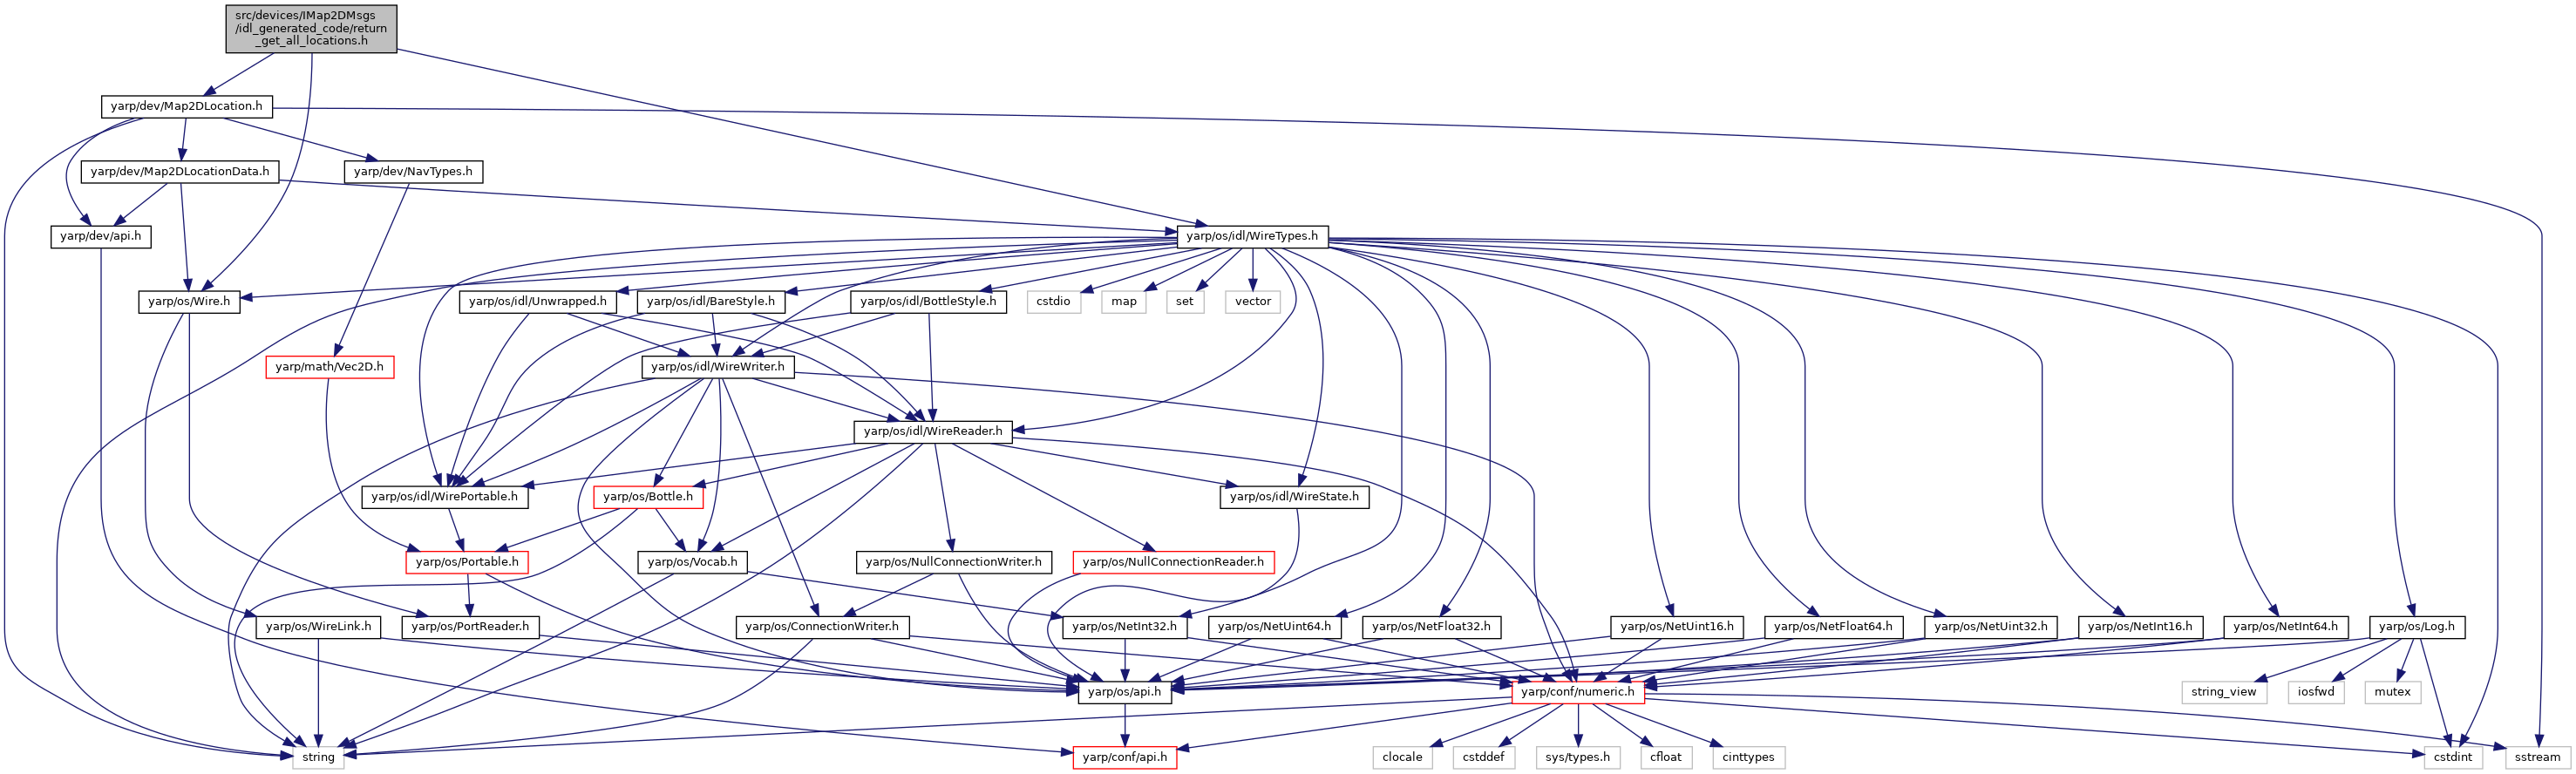 src/devices/IMap2DMsgs
/idl_generated_code/return
_get_all_locations.h
yarp/dev/Map2DLocation.h
yarp/dev/Map2DLocationData.h
yarp/dev/NavTypes.h
yarp/dev/api.h
yarp/os/idl/WireTypes.h
yarp/os/Wire.h
yarp/os/idl/Unwrapped.h
yarp/os/idl/BareStyle.h
yarp/os/idl/BottleStyle.h
cstdio
map
set
vector
yarp/math/Vec2D.h
yarp/os/idl/WireWriter.h
yarp/os/idl/WireReader.h
yarp/os/idl/WirePortable.h
yarp/os/Bottle.h
yarp/os/idl/WireState.h
yarp/os/Portable.h
yarp/os/Vocab.h
yarp/os/NullConnectionWriter.h
yarp/os/NullConnectionReader.h
yarp/os/WireLink.h
yarp/os/PortReader.h
yarp/os/ConnectionWriter.h
yarp/os/NetInt32.h
yarp/os/NetUint64.h
yarp/os/NetFloat32.h
yarp/os/NetUint16.h
yarp/os/NetFloat64.h
yarp/os/NetUint32.h
yarp/os/NetInt16.h
yarp/os/NetInt64.h
yarp/os/Log.h
yarp/os/api.h
yarp/conf/numeric.h
string_view
iosfwd
mutex
string
yarp/conf/api.h
clocale
cstddef
sys/types.h
cfloat
cinttypes
cstdint
sstream